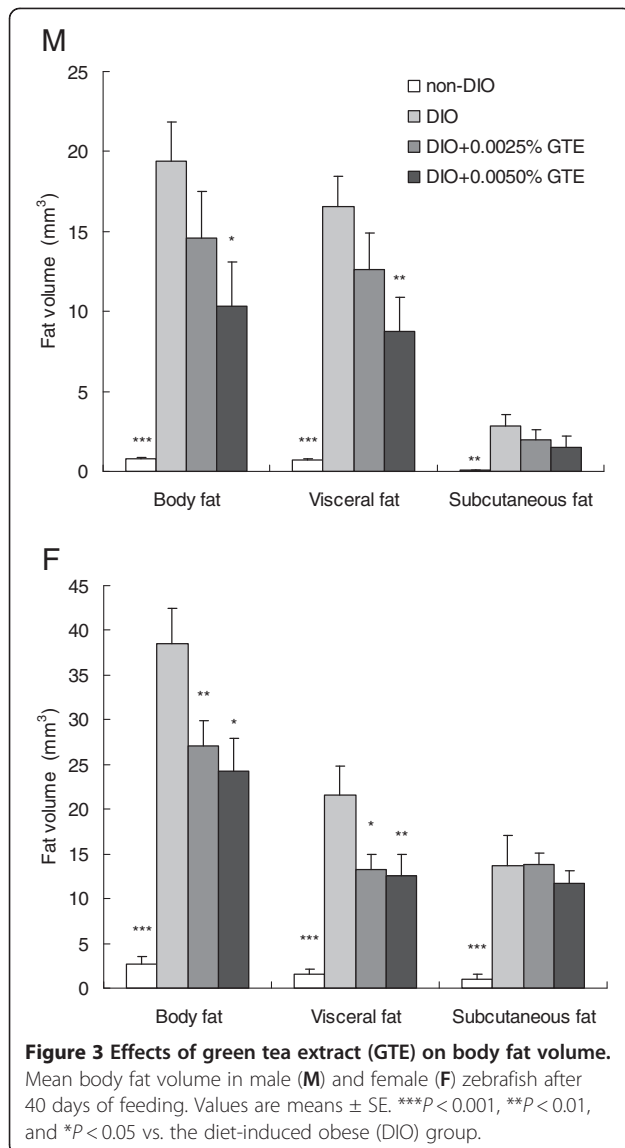 M
25
20
15
10
5
0
Fat volume (mm³)
non-DIO
DIO
DIO+0.0025% GTE
DIO+0.0050% GTE
*** * *** ** **
Body fat Visceral fat Subcutaneous fat
F
45
40
35
30
25
20
15
10
5
0
Fat volume (mm³)
*** ** * *** * ** ***
Body fat Visceral fat Subcutaneous fat
Figure 3 Effects of green tea extract (GTE) on body fat volume.
Mean body fat volume in male (M) and female (F) zebrafish after
40 days of feeding. Values are means ± SE. ***P < 0.001, **P < 0.01,
and *P < 0.05 vs. the diet-induced obese (DIO) group.